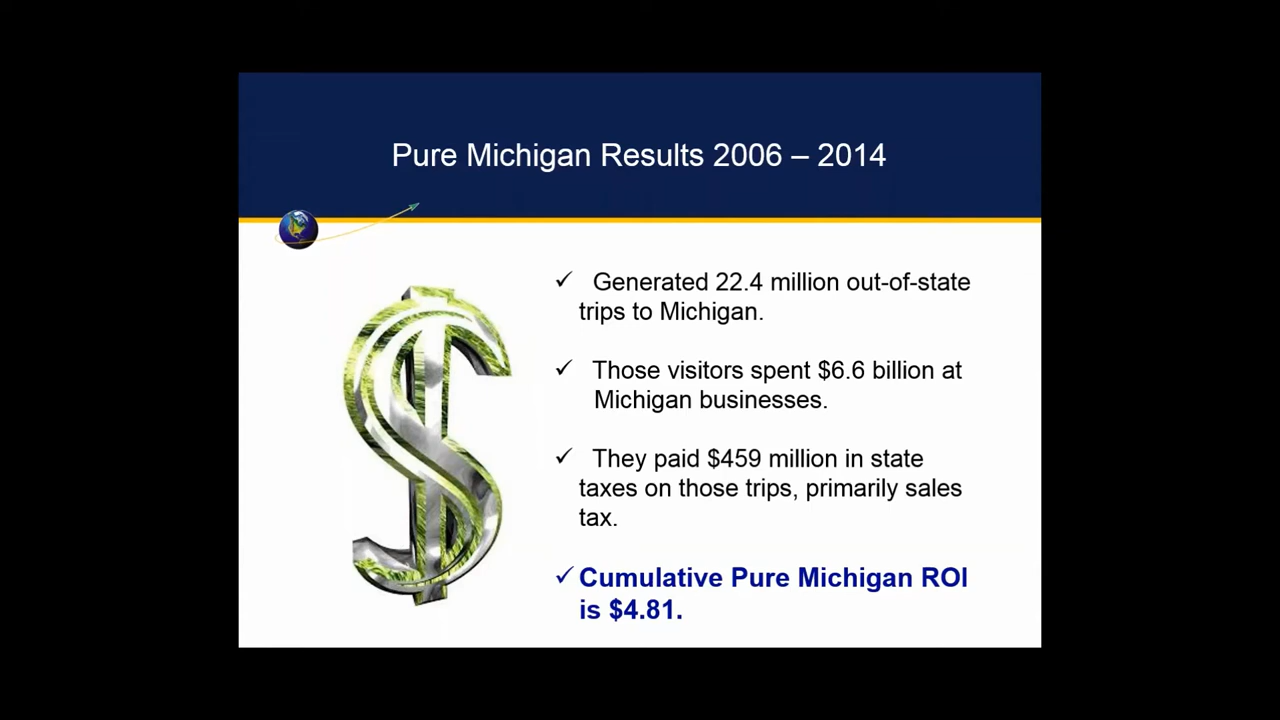 Pure Michigan Results 2006 – 2014
✓ Generated 22.4 million out-of-state
trips to Michigan.
✓ Those visitors spent $6.6 billion at
Michigan businesses.
✓ They paid $459 million in state
taxes on those trips, primarily sales
tax.
✓ Cumulative Pure Michigan ROI
is $4.81.